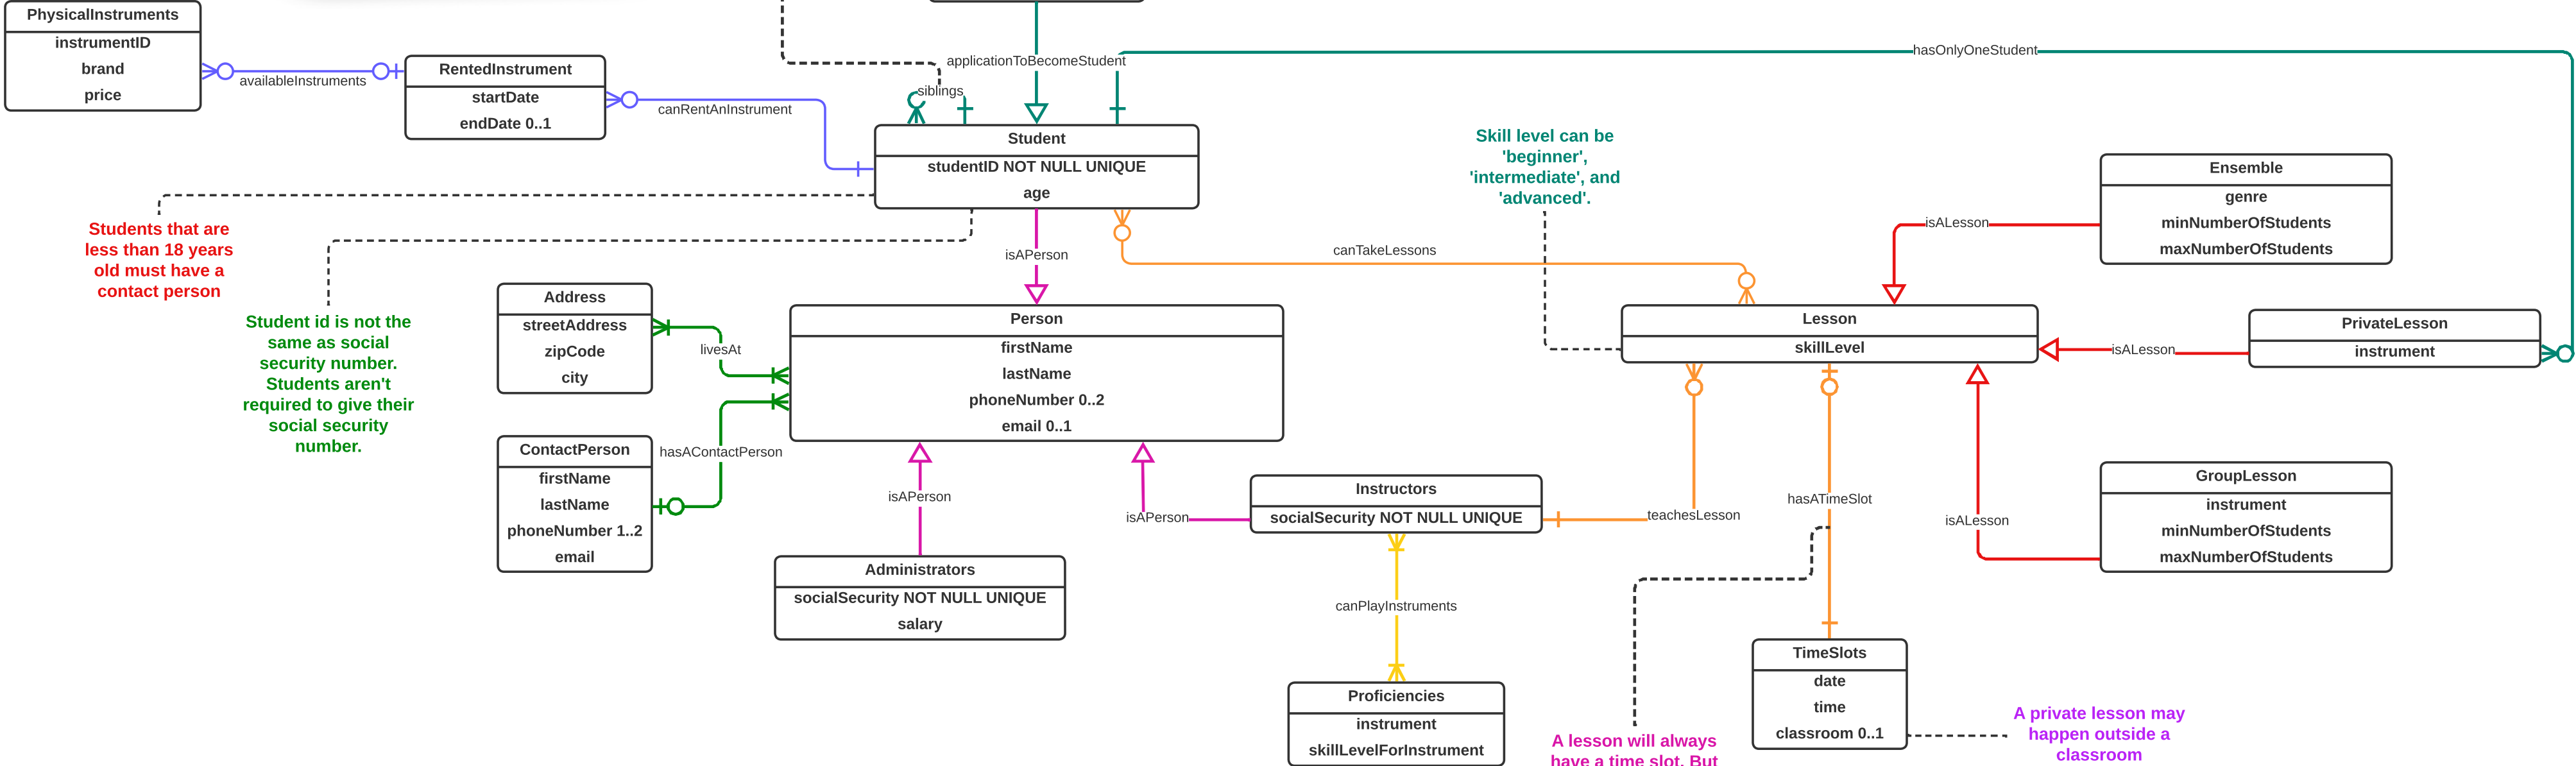 PhysicalInstruments
instrumentID
brand
price
availableInstruments
RentedInstrument
startDate
endDate 0..1
canRentAnInstrument
applicationToBecomeStudent
siblings
hasOnlyOneStudent
Student
studentID NOT NULL UNIQUE
age
Students that are
less than 18 years
old must have a
contact person
Student id is not the
same as social
security number.
Students aren't
required to give their
social security
number.
isAPerson
canTakeLessons
Skill level can be
'beginner',
'intermediate', and
'advanced'.
Ensemble
genre
minNumberOfStudents
maxNumberOfStudents
isALesson
Address
streetAddress
zipCode
city
livesAt
Person
firstName
lastName
phoneNumber 0..2
email 0..1
Lesson
skillLevel
isALesson
PrivateLesson
instrument
ContactPerson
firstName
lastName
phoneNumber 1..2
email
hasAContactPerson
isAPerson
isAPerson
Instructors
socialSecurity NOT NULL UNIQUE
teachesLesson
hasATimeSlot
isALesson
GroupLesson
instrument
minNumberOfStudents
maxNumberOfStudents
Administrators
socialSecurity NOT NULL UNIQUE
salary
canPlayInstruments
Proficiencies
instrument
skillLevelForInstrument
TimeSlots
date
time
classroom 0..1
A lesson will always
have a time slot. But
A private lesson may
happen outside a
classroom